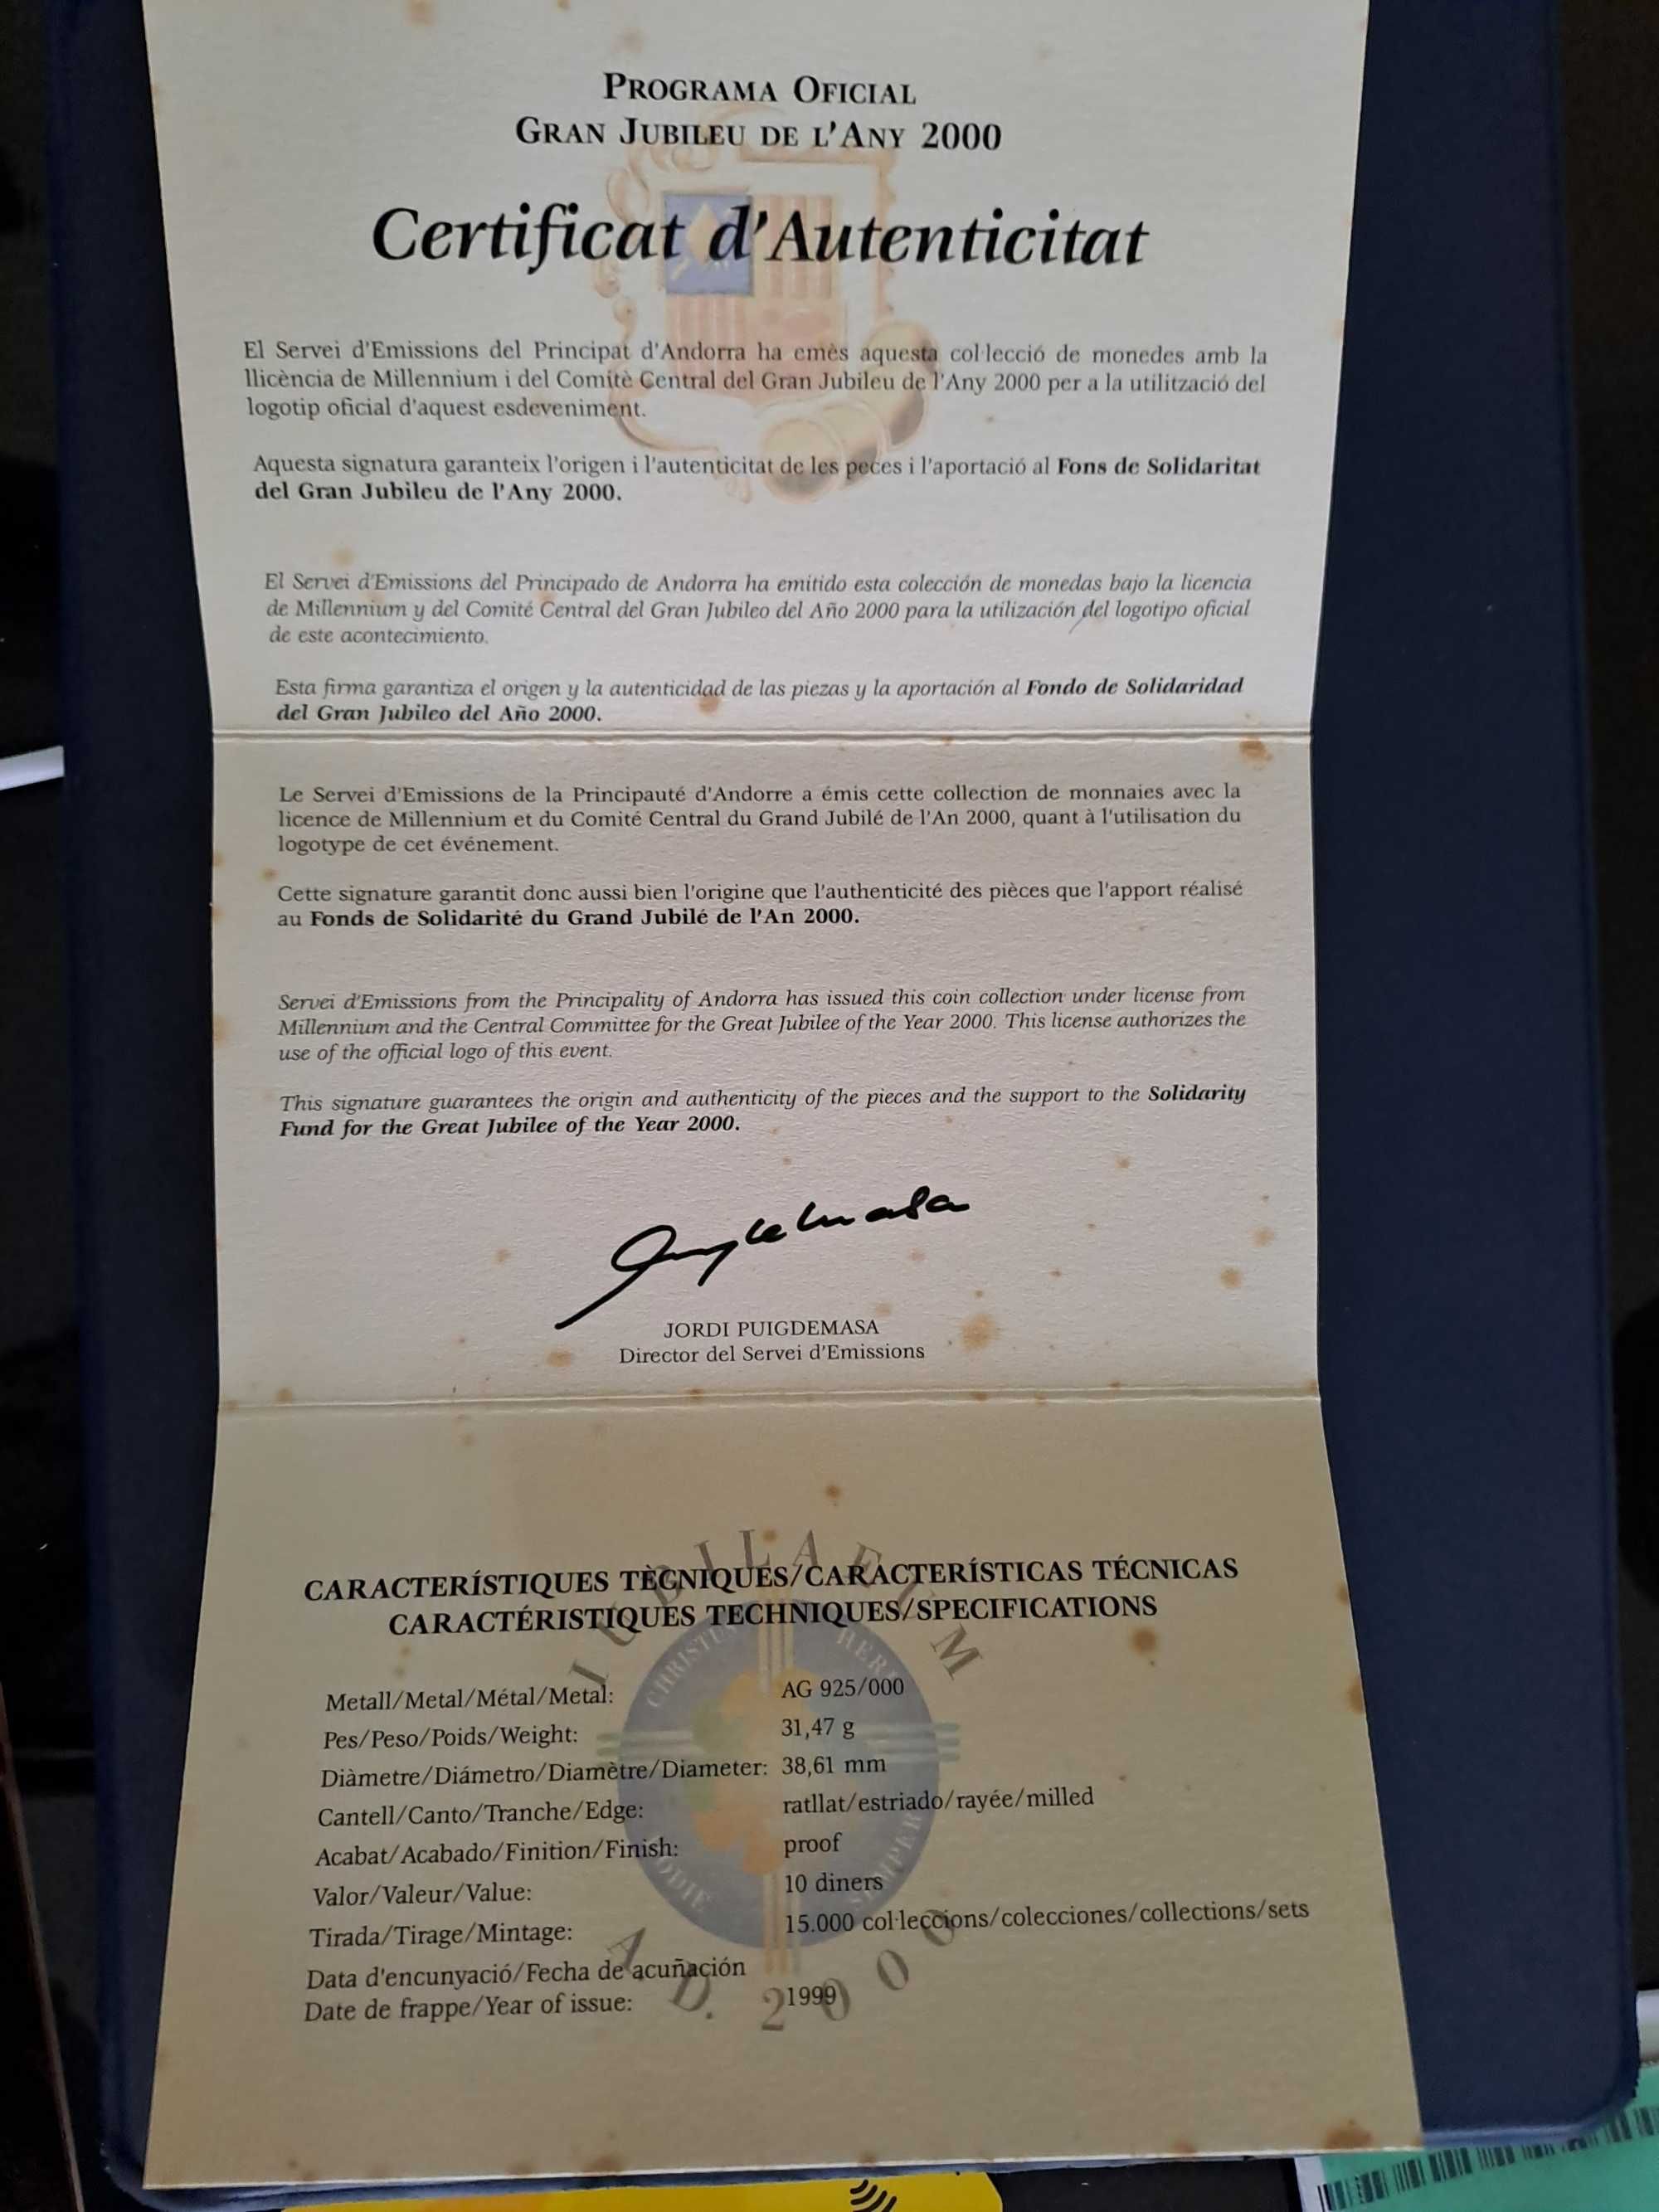 PROGRAMA OFICIAL
GRAN JUBILEU DE L'ANY 2000
Certificat d'Autenticitat
El Servei d'Emissions del Principat d'Andorra ha emès aquesta col·lecció de monedes amb la
llicència de Millennium i del Comitè Central del Gran Jubileu de l'Any 2000 per a la utilització del
logotip oficial d'aquest esdeveniment.
Aquesta signatura garanteix l'origen i l'autenticitat de les peces i l'aportació al Fons de Solidaritat
del Gran Jubileu de l'Any 2000.
El Servei d'Emissions del Principado de Andorra ha emitido esta colección de monedas bajo la licencia
de Millennium y del Comité Central del Gran Jubileo del Año 2000 para la utilización del logotipo oficial
de este acontecimiento.
Esta firma garantiza el origen y la autenticidad de las piezas y la aportación al Fondo de Solidaridad
del Gran Jubileo del Año 2000.
Le Servei d'Emissions de la Principauté d'Andorre a émis cette collection de monnaies avec la
licence de Millennium et du Comité Central du Grand Jubilé de l'An 2000, quant à l'utilisation du
logotype de cet événement.
Cette signature garantit donc aussi bien l'origine que l'authenticité des pièces que l'apport réalisé
au Fonds de Solidarité du Grand Jubilé de l'An 2000.
Servei d'Emissions from the Principality of Andorra has issued this coin collection under license from
Millennium and the Central Committee for the Great Jubilee of the Year 2000. This license authorizes the
use of the official logo of this event.
This signature guarantees the origin and authenticity of the pieces and the support to the Solidarity
Fund for the Great Jubilee of the Year 2000.
JORDI PUIGDEMASA
Director del Servei d'Emissions
IUBILAEUM
CARACTERÍSTIQUES TÈCNIQUES/CARACTERÍSTICAS TÉCNICAS
CARACTÉRISTIQUES TECHNIQUES/SPECIFICATIONS
Metall/Metal/Métal/Metal: AG 925/000
Pes/Peso/Poids/Weight: 31,47 g
Diàmetre/Diámetro/Diamètre/Diameter: 38,61 mm
Cantell/Canto/Tranche/Edge: ratllat/estriado/rayée/milled
Acabat/Acabado/Finition/Finish: proof
Valor/Valeur/Value: 10 diners
Tirada/Tirage/Mintage: 15.000 col·leccions/colecciones/collections/sets
Data d'encunyació/Fecha de acuñación
Date de frappe/Year of issue: 1999
A.D. 2000